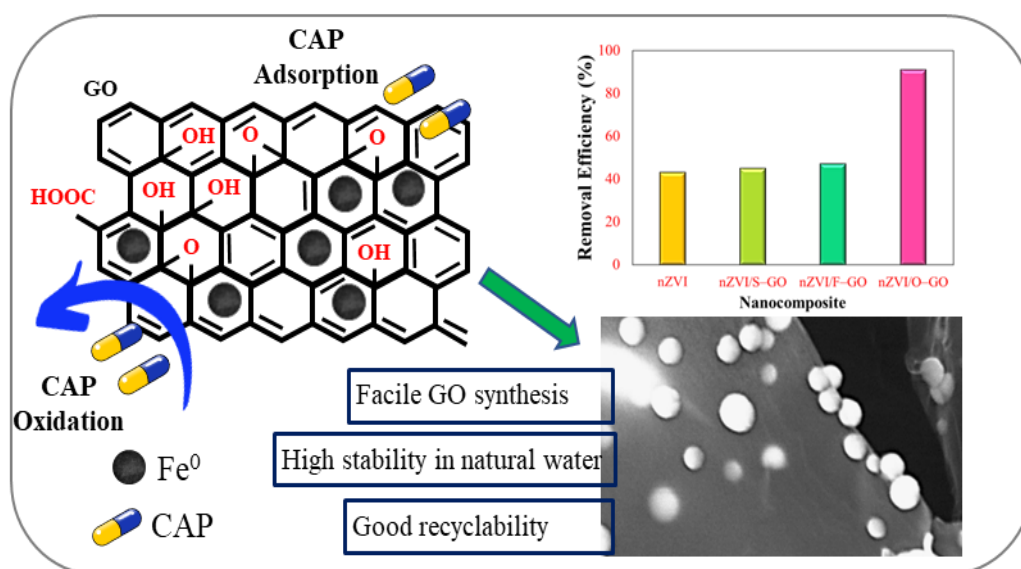 CAP
Adsorption
GO
OH
O
O
OH
OH
HOOC
O
OH
CAP
Oxidation
Fe⁰
CAP
Facile GO synthesis
High stability in natural water
Good recyclability
Removal Efficiency (%)
100
80
60
40
20
0
nZVI
nZVI/S–GO
nZVI/F–GO
nZVI/O–GO
Nanocomposite